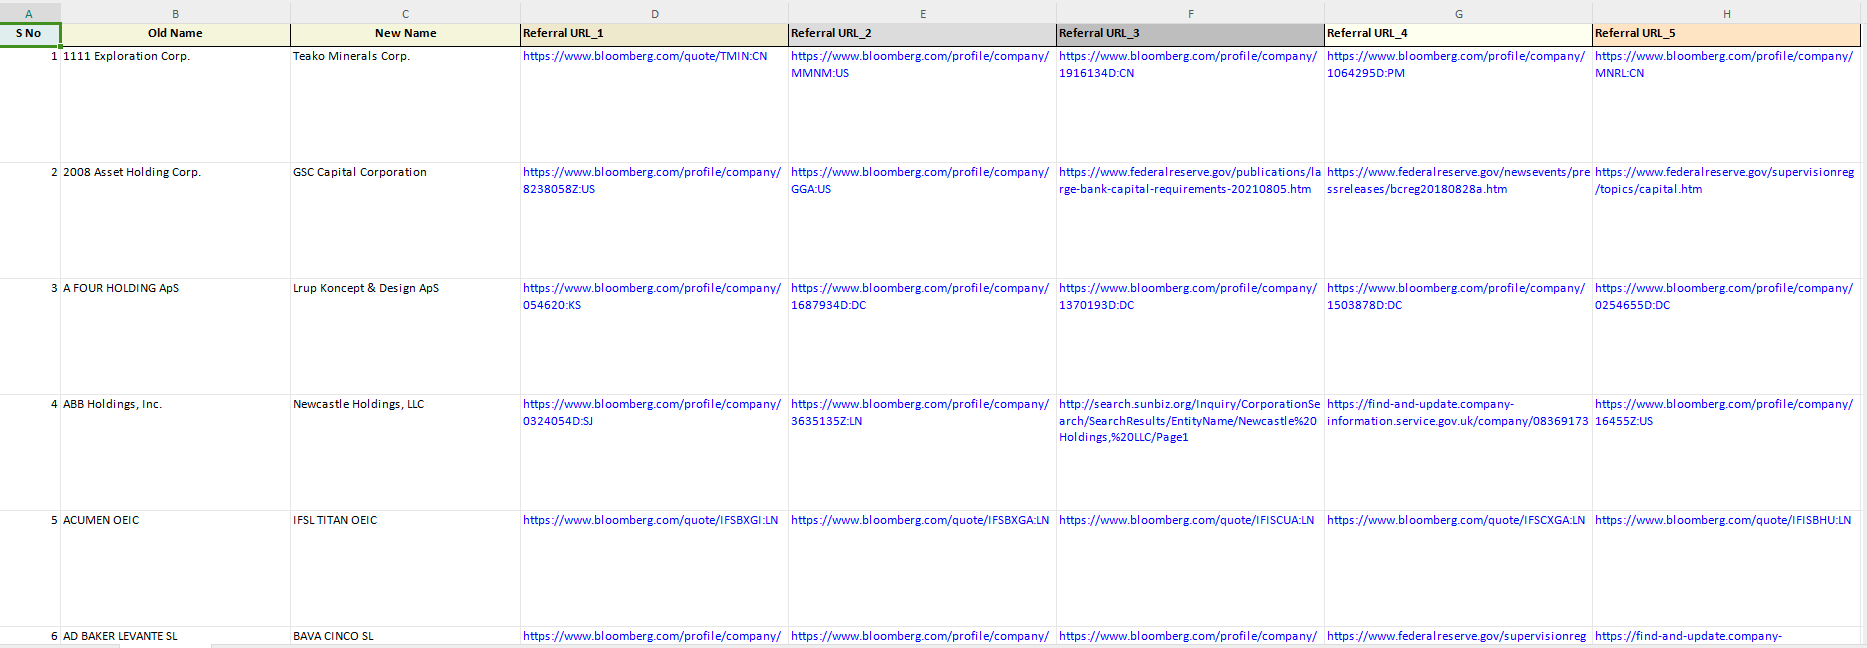 A B C D E F G H
S No Old Name New Name Referral URL_1 Referral URL_2 Referral URL_3 Referral URL_4 Referral URL_5
1 1111 Exploration Corp. Teako Minerals Corp. https://www.bloomberg.com/quote/TMIN:CN https://www.bloomberg.com/profile/company/ https://www.bloomberg.com/profile/company/ https://www.bloomberg.com/profile/company/ https://www.bloomberg.com/profile/company/
MMNM:US 1916134D:CN 1064295D:PM MNRL:CN
2 2008 Asset Holding Corp. GSC Capital Corporation https://www.bloomberg.com/profile/company/ https://www.bloomberg.com/profile/company/ https://www.federalreserve.gov/publications/la https://www.federalreserve.gov/newsevents/pre https://www.federalreserve.gov/supervisionreg
8238058Z:US GGA:US rge-bank-capital-requirements-20210805.htm ssreleases/bcreg20180828a.htm /topics/capital.htm
3 A FOUR HOLDING ApS Lrup Koncept & Design ApS https://www.bloomberg.com/profile/company/ https://www.bloomberg.com/profile/company/ https://www.bloomberg.com/profile/company/ https://www.bloomberg.com/profile/company/ https://www.bloomberg.com/profile/company/
054620:KS 1687934D:DC 1370193D:DC 1503878D:DC 0254655D:DC
4 ABB Holdings, Inc. Newcastle Holdings, LLC https://www.bloomberg.com/profile/company/ https://www.bloomberg.com/profile/company/ http://search.sunbiz.org/Inquiry/CorporationSe https://find-and-update.company- https://www.bloomberg.com/profile/company/
0324054D:SJ 3635135Z:LN arch/SearchResults/EntityName/Newcastle%20 information.service.gov.uk/company/08369173 16455Z:US
Holdings,%20LLC/Page1
5 ACUMEN OEIC IFSL TITAN OEIC https://www.bloomberg.com/quote/IFSBXGI:LN https://www.bloomberg.com/quote/IFSBXGA:LN https://www.bloomberg.com/quote/IFISCUA:LN https://www.bloomberg.com/quote/IFSCXGA:LN https://www.bloomberg.com/quote/IFISBHU:LN
6 AD BAKER LEVANTE SL BAVA CINCO SL https://www.bloomberg.com/profile/company/ https://www.bloomberg.com/profile/company/ https://www.bloomberg.com/profile/company/ https://www.federalreserve.gov/supervisionreg https://find-and-update.company-